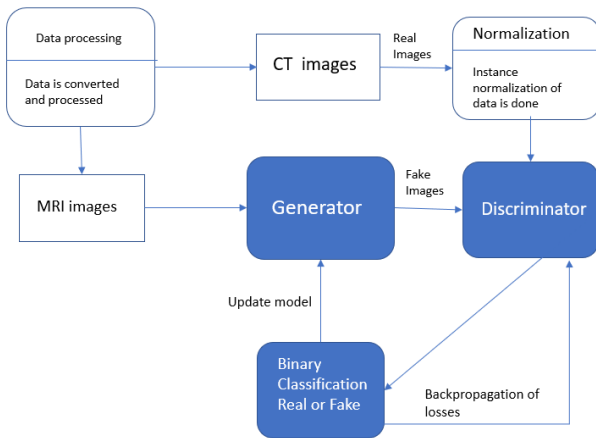 Data processing
Data is converted
and processed
CT images
Real
Images
Normalization
Instance
normalization of
data is done
MRI images
Generator
Fake
Images
Discriminator
Update model
Binary
Classification
Real or Fake
Backpropagation of
losses